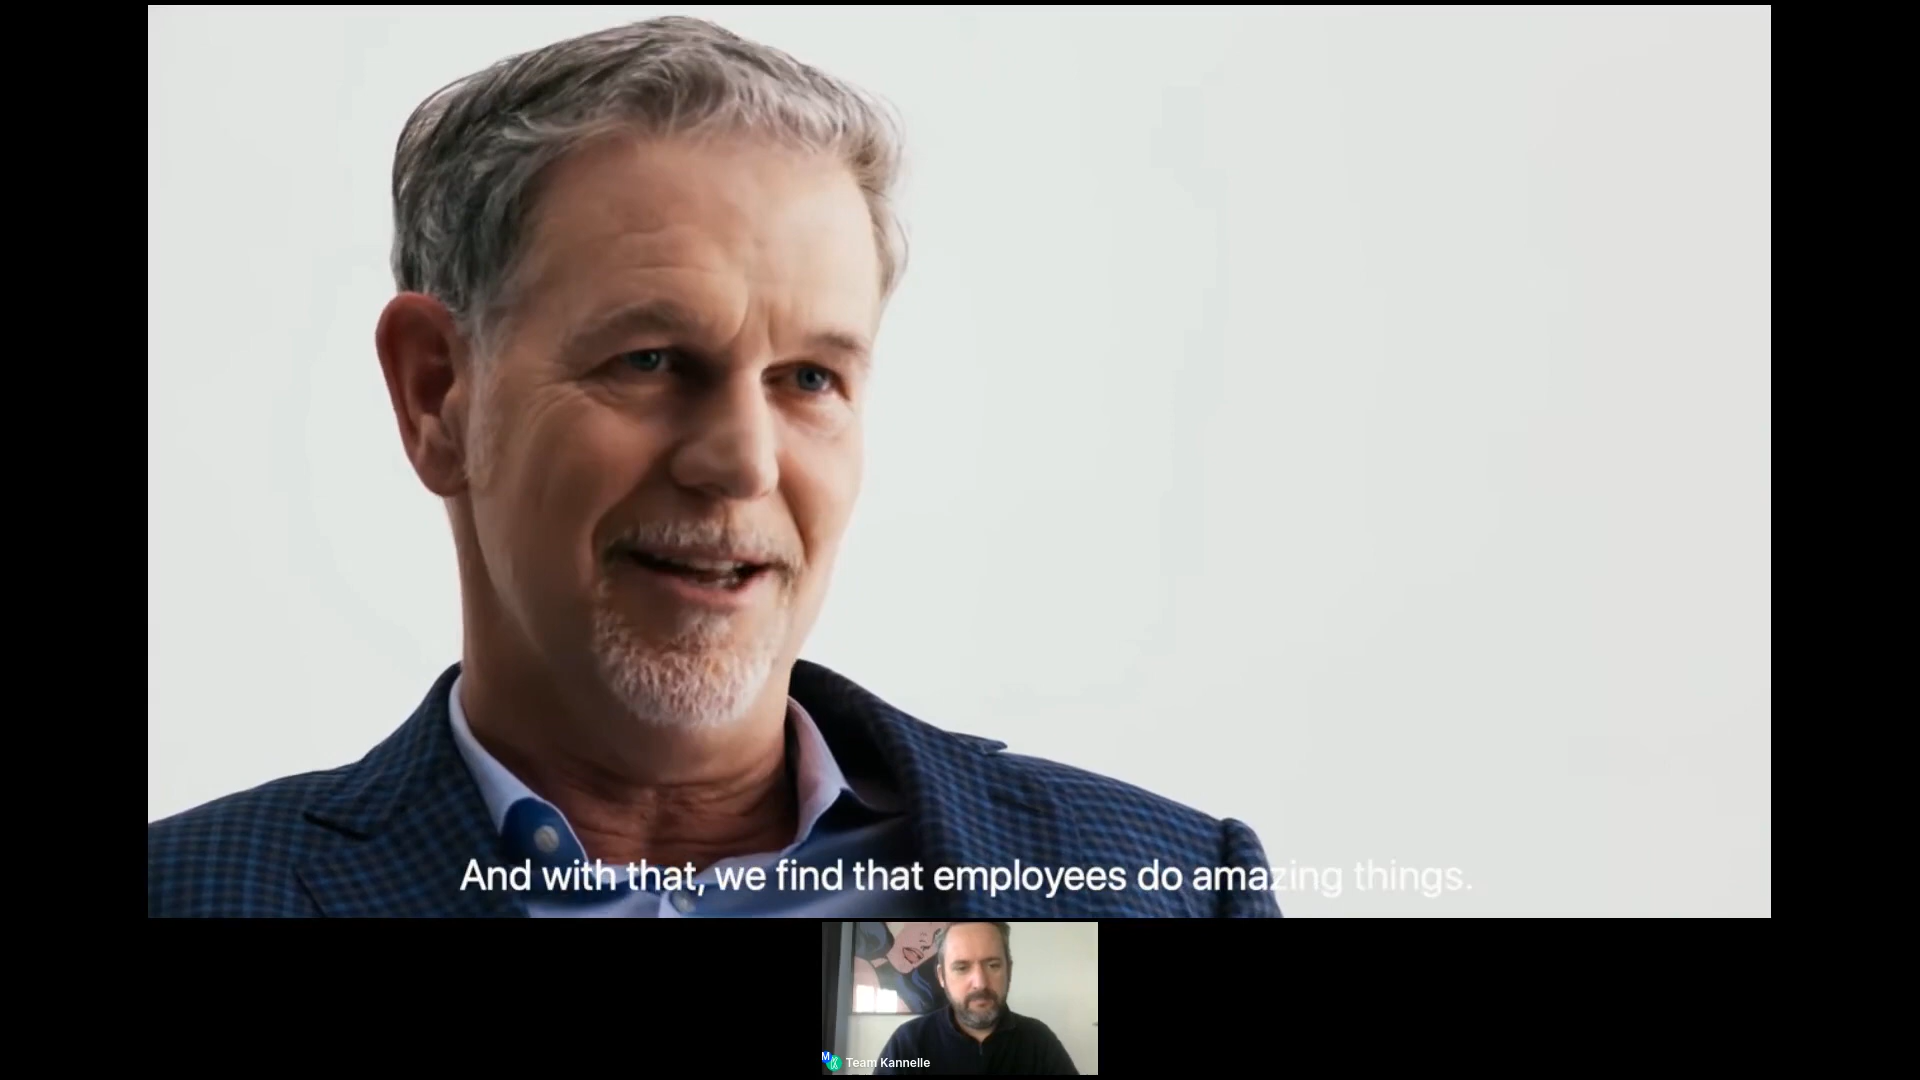 And with that, we find that employees do amazing things.
M
Team Kannelle